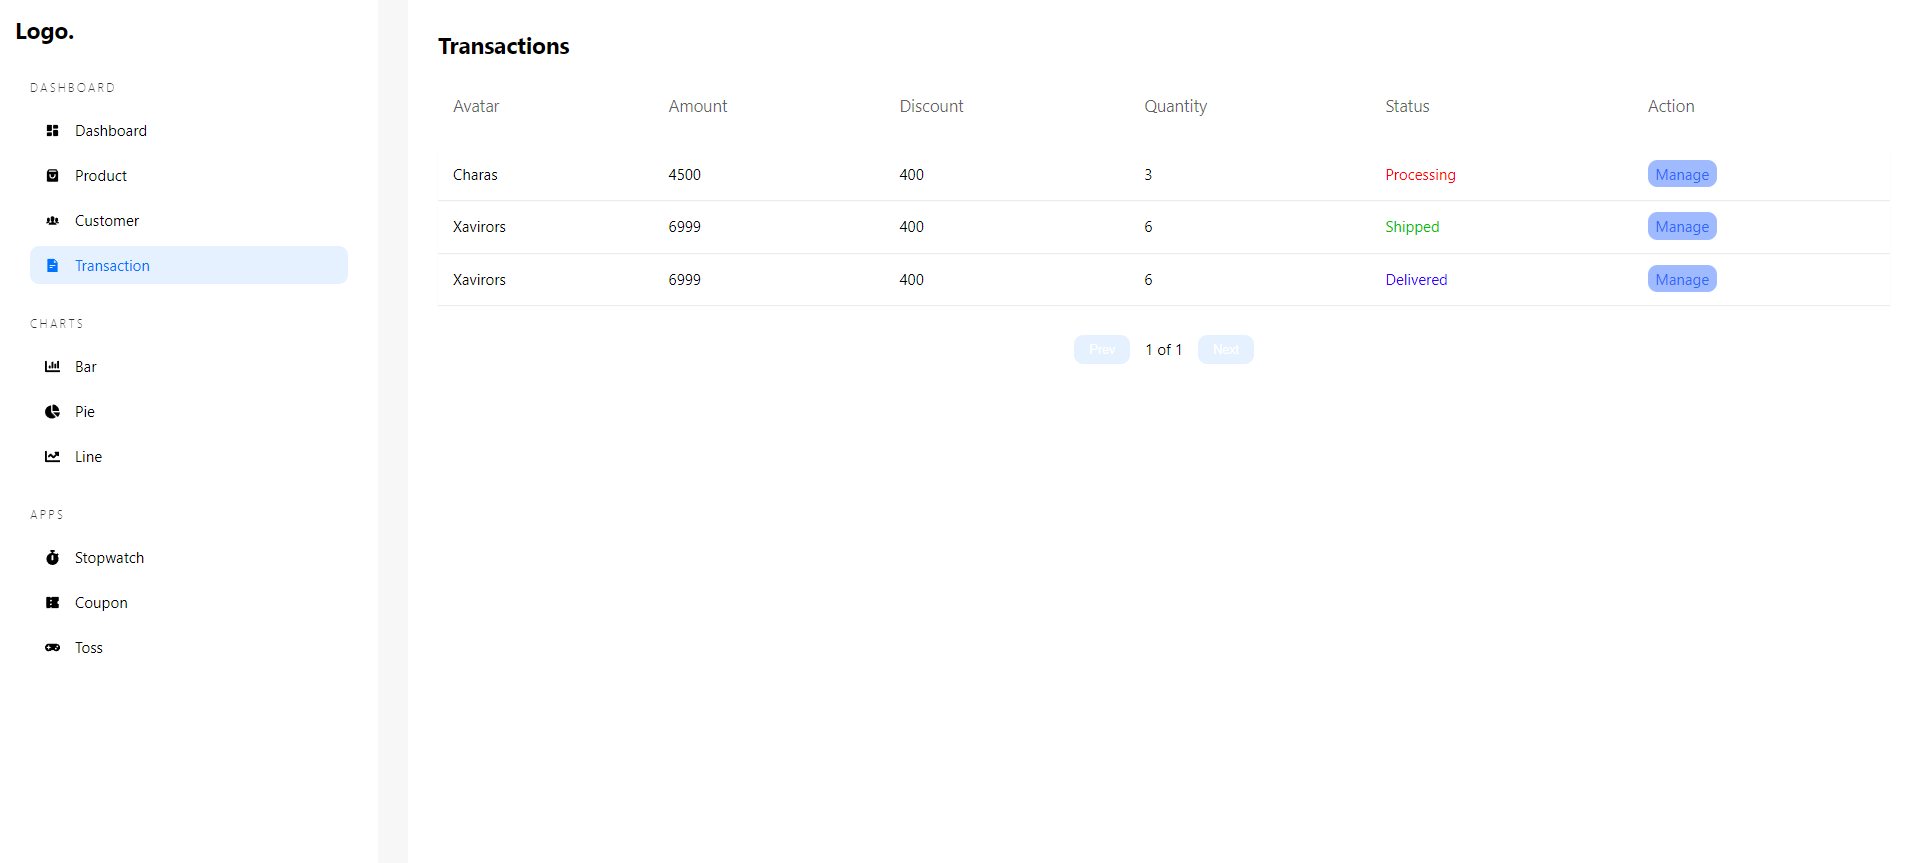 Logo.
DASHBOARD
Dashboard
Product
Customer
Transaction
CHARTS
Bar
Pie
Line
APPS
Stopwatch
Coupon
Toss
Transactions
Avatar Amount Discount Quantity Status Action
Charas 4500 400 3 Processing Manage
Xavirors 6999 400 6 Shipped Manage
Xavirors 6999 400 6 Delivered Manage
Prev 1 of 1 Next